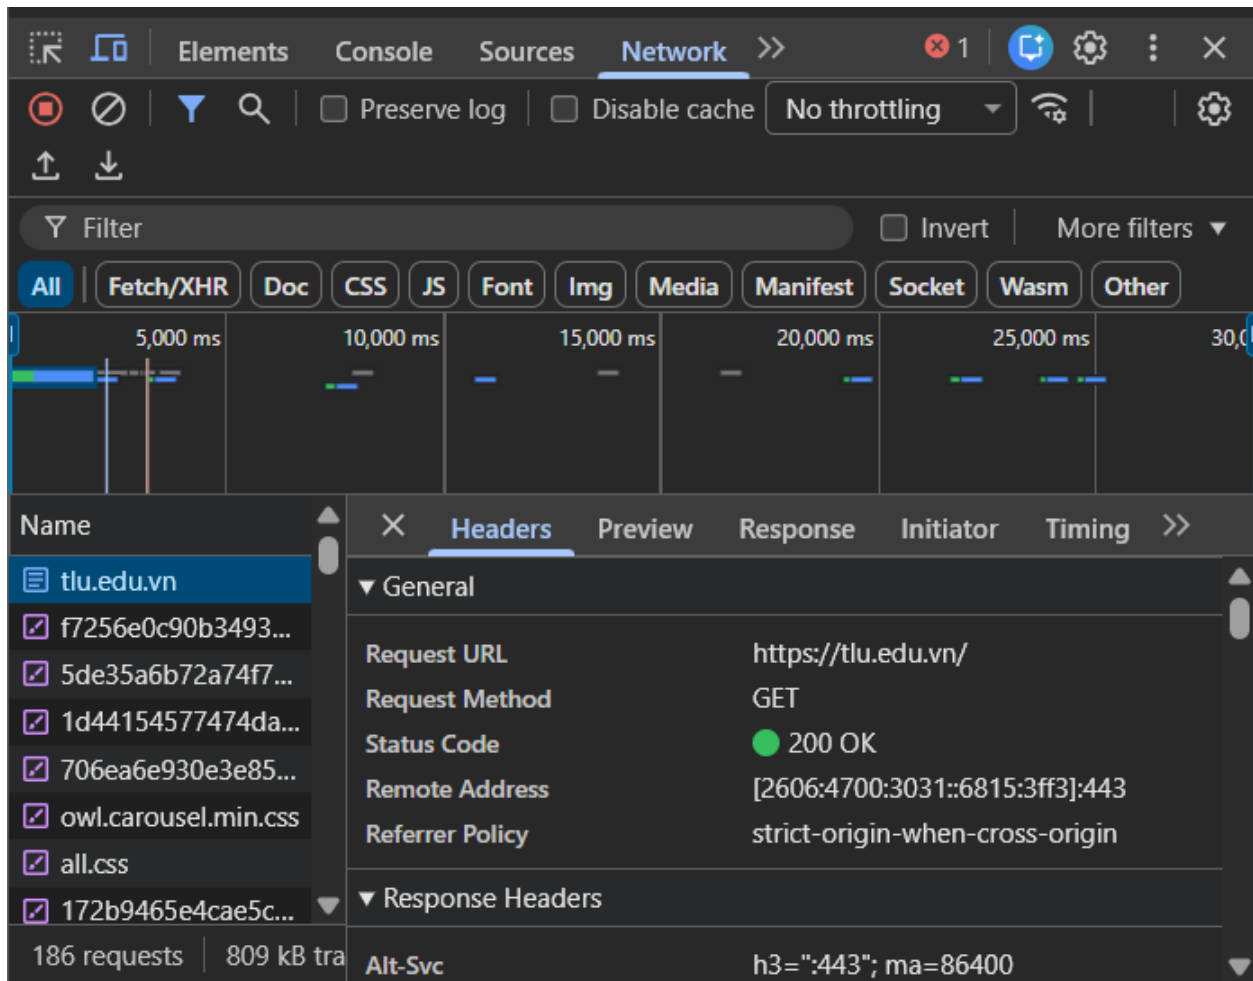 Elements Console Sources Network 1
Preserve log Disable cache No throttling
Filter Invert More filters
All Fetch/XHR Doc CSS JS Font Img Media Manifest Socket Wasm Other
5,000 ms 10,000 ms 15,000 ms 20,000 ms 25,000 ms 30,0
Name
tlu.edu.vn
f7256e0c90b3493...
5de35a6b72a74f7...
1d44154577474da...
706ea6e930e3e85...
owl.carousel.min.css
all.css
172b9465e4cae5c...
186 requests 809 kB tra
Headers Preview Response Initiator Timing
General
Request URL https://tlu.edu.vn/
Request Method GET
Status Code 200 OK
Remote Address [2606:4700:3031::6815:3ff3]:443
Referrer Policy strict-origin-when-cross-origin
Response Headers
Alt-Svc h3=":443"; ma=86400